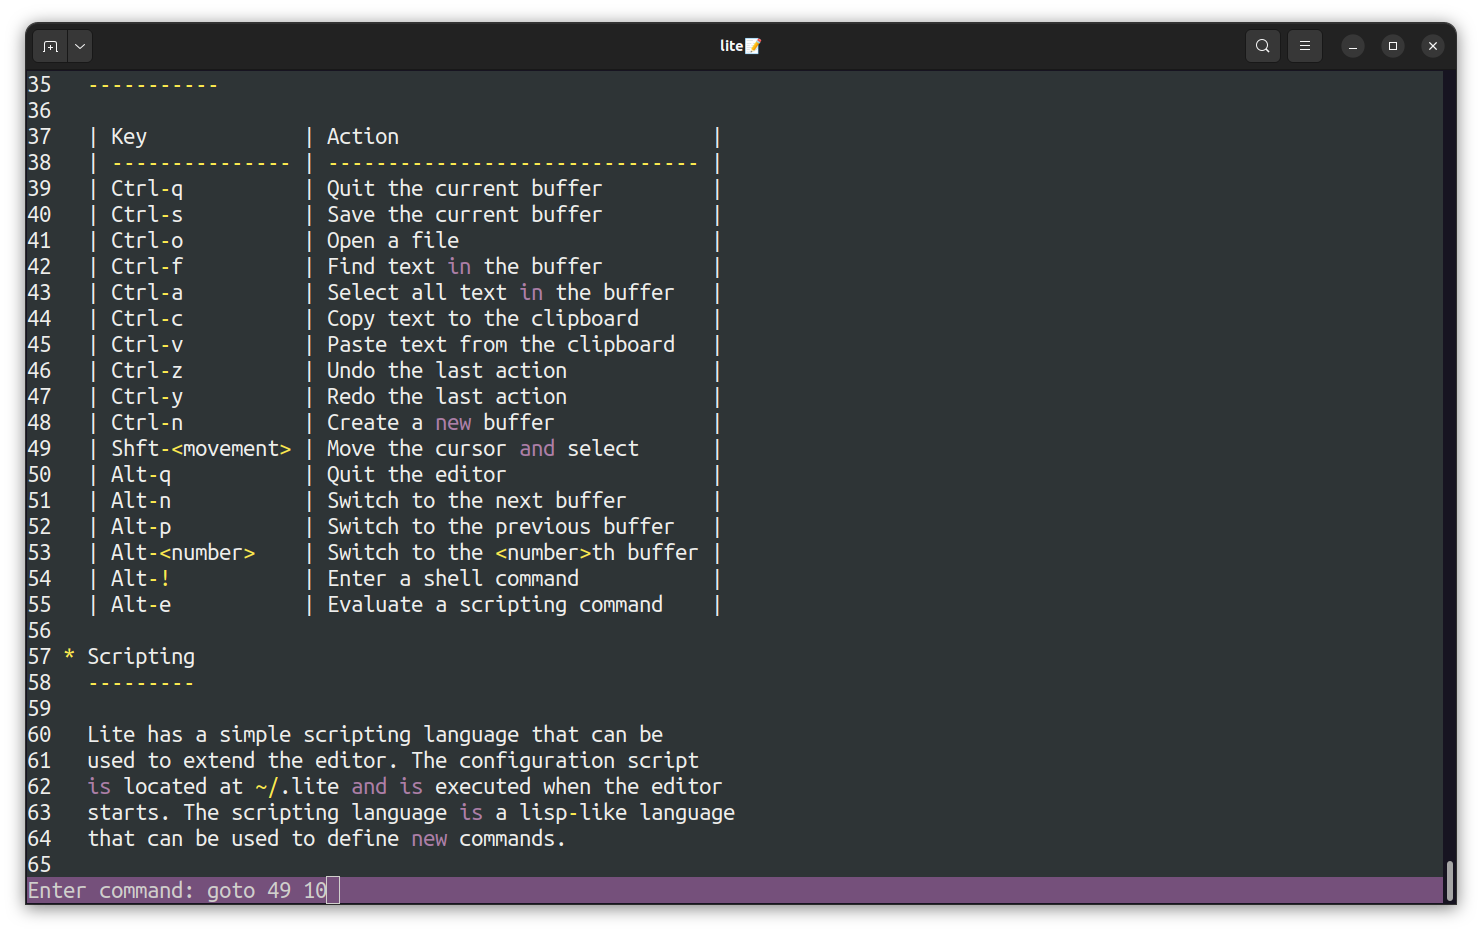 lite📝
35   -----------
36
37   | Key             | Action                          |
38   | --------------- | ------------------------------- |
39   | Ctrl-q          | Quit the current buffer         |
40   | Ctrl-s          | Save the current buffer         |
41   | Ctrl-o          | Open a file                     |
42   | Ctrl-f          | Find text in the buffer         |
43   | Ctrl-a          | Select all text in the buffer   |
44   | Ctrl-c          | Copy text to the clipboard      |
45   | Ctrl-v          | Paste text from the clipboard   |
46   | Ctrl-z          | Undo the last action            |
47   | Ctrl-y          | Redo the last action            |
48   | Ctrl-n          | Create a new buffer             |
49   | Shft-<movement> | Move the cursor and select      |
50   | Alt-q           | Quit the editor                 |
51   | Alt-n           | Switch to the next buffer       |
52   | Alt-p           | Switch to the previous buffer   |
53   | Alt-<number>    | Switch to the <number>th buffer |
54   | Alt-!           | Enter a shell command           |
55   | Alt-e           | Evaluate a scripting command    |
56
57 * Scripting
58   ---------
59
60   Lite has a simple scripting language that can be
61   used to extend the editor. The configuration script
62   is located at ~/.lite and is executed when the editor
63   starts. The scripting language is a lisp-like language
64   that can be used to define new commands.
65
Enter command: goto 49 10